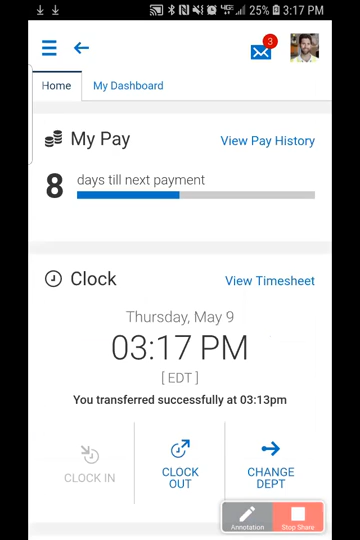 25% 3:17 PM
3
Home My Dashboard
My Pay View Pay History
8 days till next payment
Clock View Timesheet
Thursday, May 9
03:17 PM
[ EDT ]
You transferred successfully at 03:13pm
CLOCK IN
CLOCK
OUT
CHANGE
DEPT
Annotation Stop Share